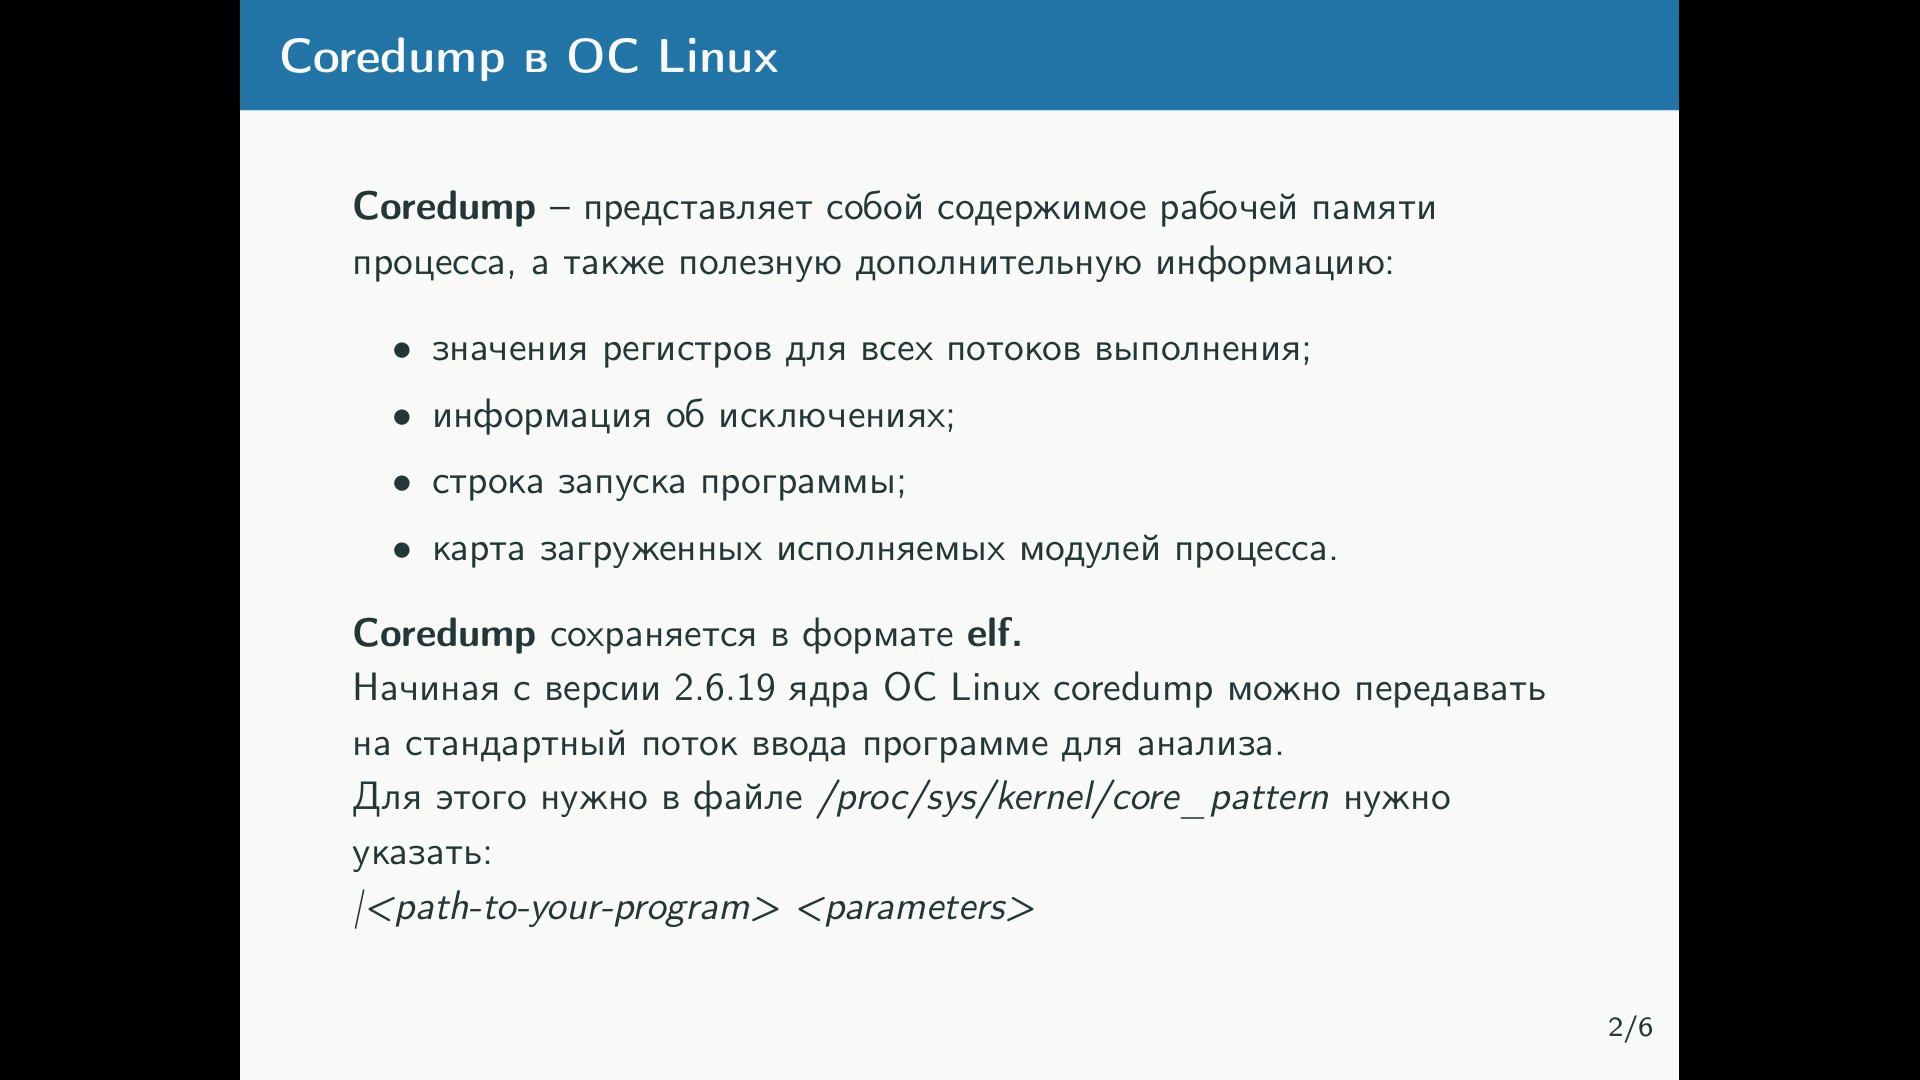 Coredump в ОС Linux
Coredump – представляет собой содержимое рабочей памяти
процесса, а также полезную дополнительную информацию:
• значения регистров для всех потоков выполнения;
• информация об исключениях;
• строка запуска программы;
• карта загруженных исполняемых модулей процесса.
Coredump сохраняется в формате elf.
Начиная с версии 2.6.19 ядра ОС Linux coredump можно передавать
на стандартный поток ввода программе для анализа.
Для этого нужно в файле /proc/sys/kernel/core_pattern нужно
указать:
|<path-to-your-program> <parameters>
2/6